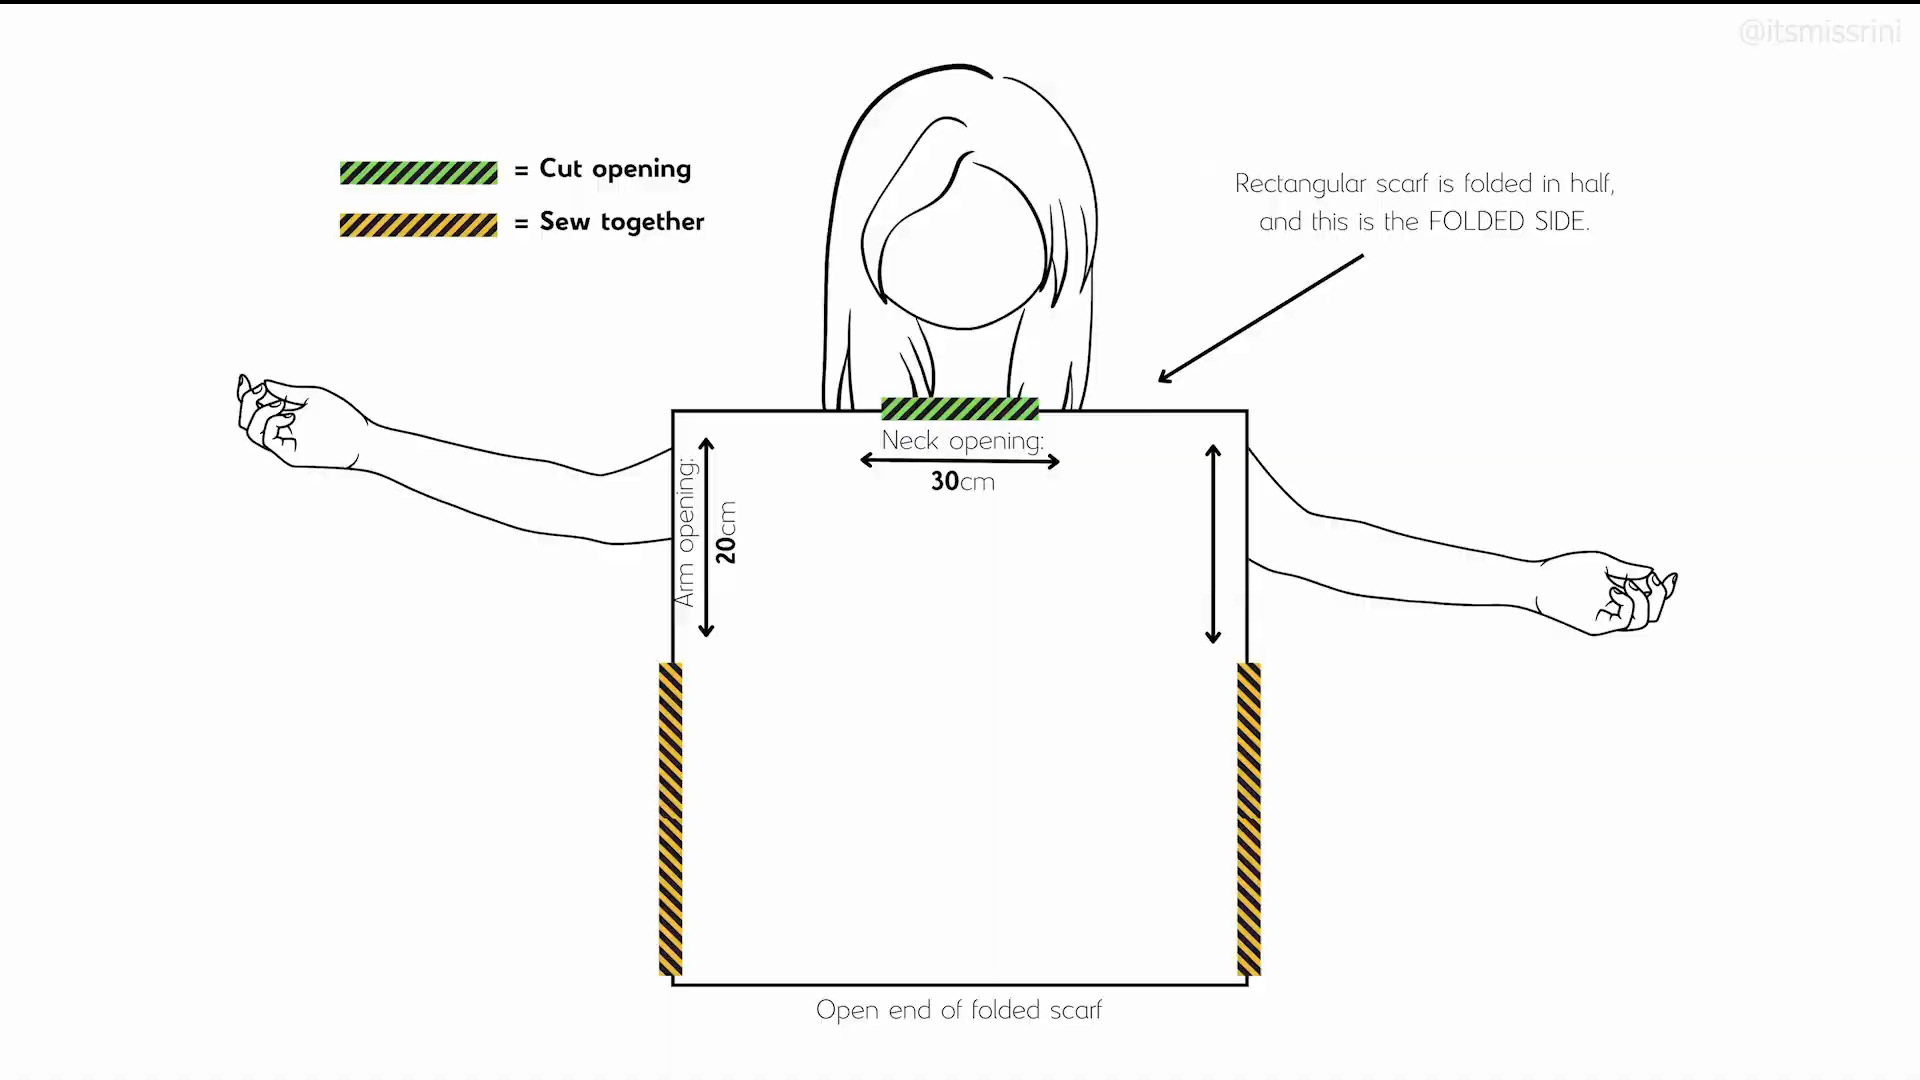 @itsmissrini
= Cut opening
= Sew together
Rectangular scarf is folded in half,
and this is the FOLDED SIDE.
Neck opening:
30cm
Arm opening:
20cm
Open end of folded scarf